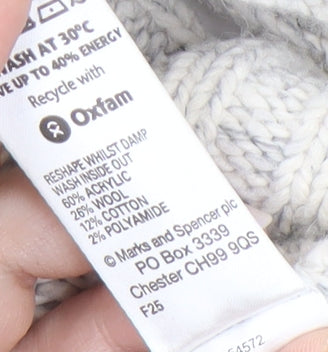 WASH AT 30°C
VE UP TO 40% ENERGY
Recycle with
Oxfam
RESHAPE WHILST DAMP
WASH INSIDE OUT
60% ACRYLIC
26% WOOL
12% COTTON
2% POLYAMIDE
© Marks and Spencer plc
PO Box 3339
Chester CH99 9QS
F25
54572